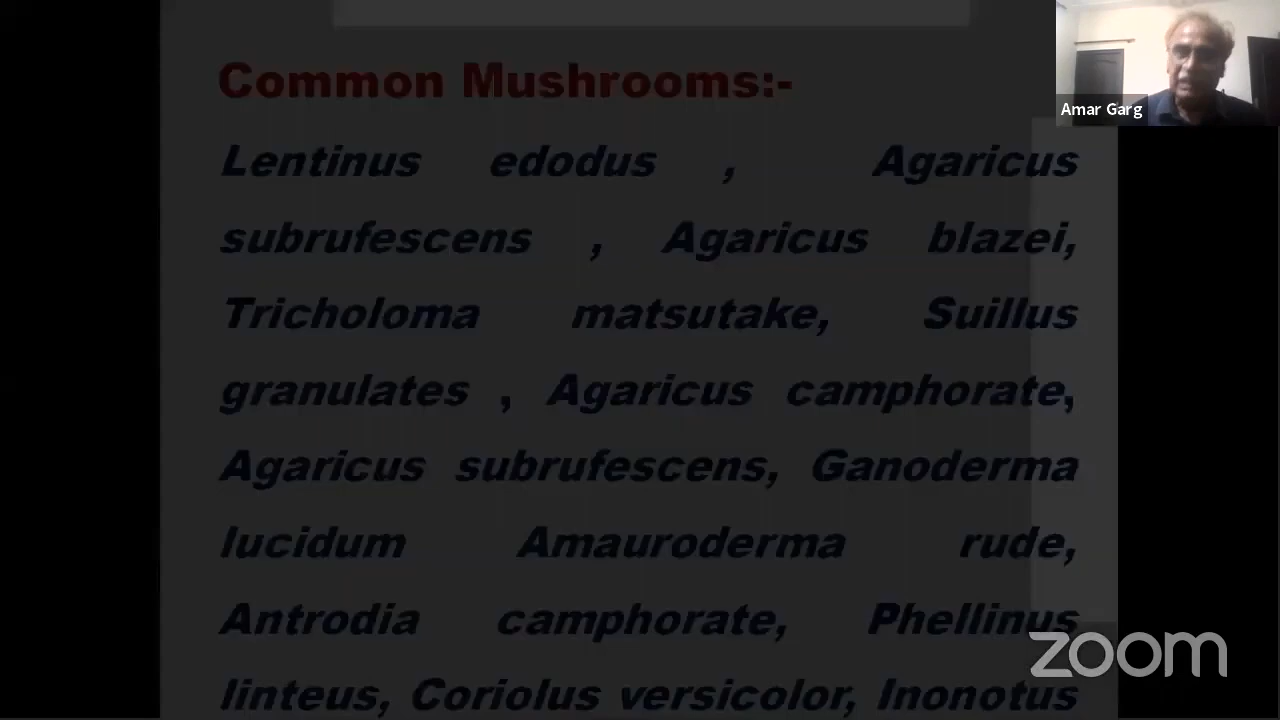 Common Mushrooms:-
Lentinus edodus , Agaricus
subrufescens , Agaricus blazei,
Tricholoma matsutake, Suillus
granulates , Agaricus camphorate,
Agaricus subrufescens, Ganoderma
lucidum Amauroderma rude,
Antrodia camphorate, Phellinus
linteus, Coriolus versicolor, Inonotus
Amar Garg
zoom